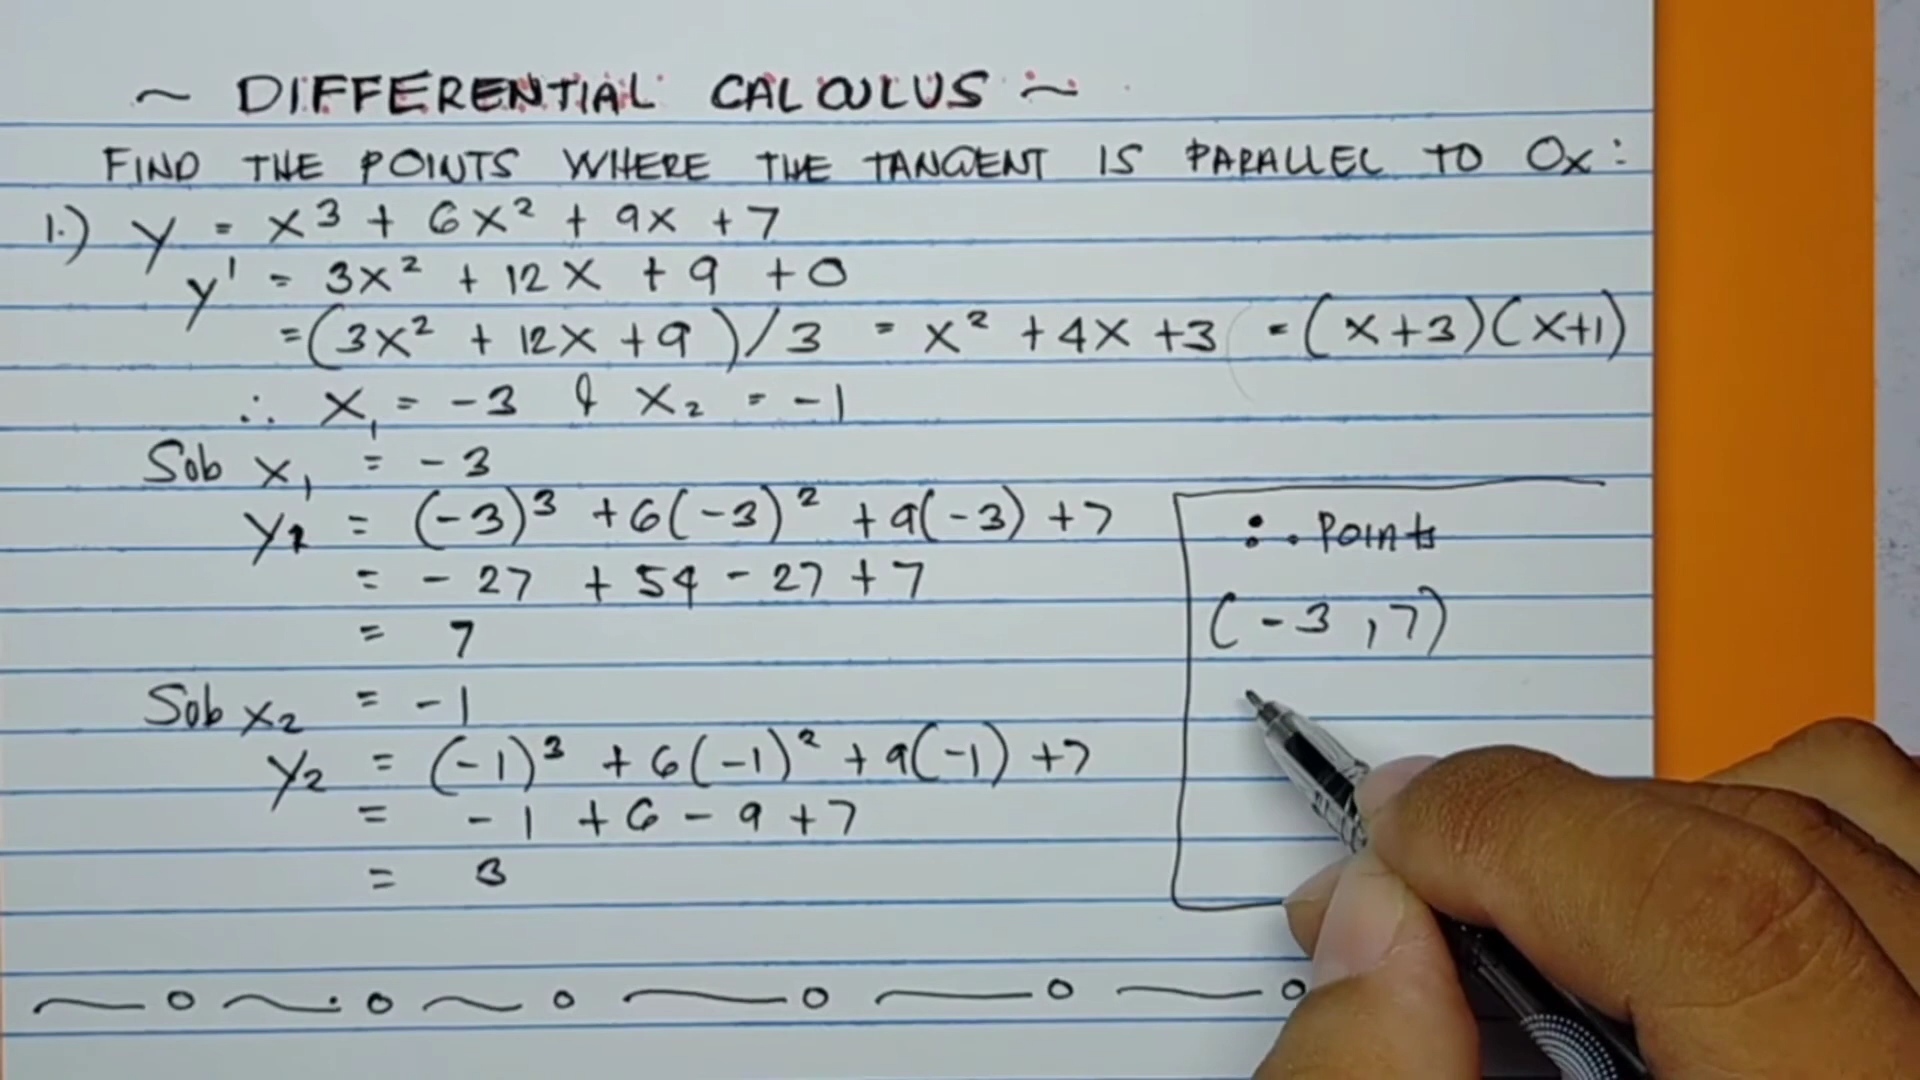 ~ DIFFERENTIAL CALCULUS ~
FIND THE POINTS WHERE THE TANGENT IS PARALLEL TO Ox:
1.) y = x³ + 6x² + 9x + 7
y' = 3x² + 12x + 9 + 0
= (3x² + 12x + 9)/3 = x² + 4x + 3 = (x+3)(x+1)
∴ x₁ = -3 & x₂ = -1
Sob x₁ = -3
y₁ = (-3)³ + 6(-3)² + 9(-3) + 7
= -27 + 54 - 27 + 7
= 7
Sob x₂ = -1
y₂ = (-1)³ + 6(-1)² + 9(-1) + 7
= -1 + 6 - 9 + 7
= 3
∴ Points
(-3, 7)